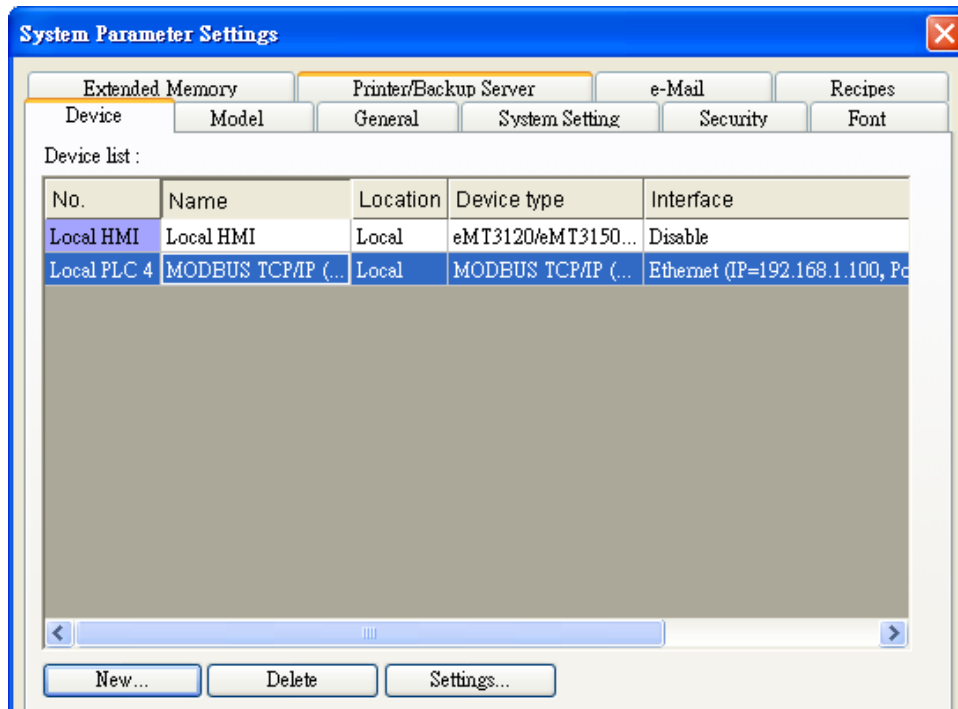 System Parameter Settings
Extended Memory Printer/Backup Server e-Mail Recipes
Device Model General System Setting Security Font
Device list :
No. Name Location Device type Interface
Local HMI Local HMI Local eMT3120/eMT3150... Disable
Local PLC 4 MODBUS TCP/IP (... Local MODBUS TCP/IP (... Ethernet (IP=192.168.1.100, Po
New... Delete Settings...